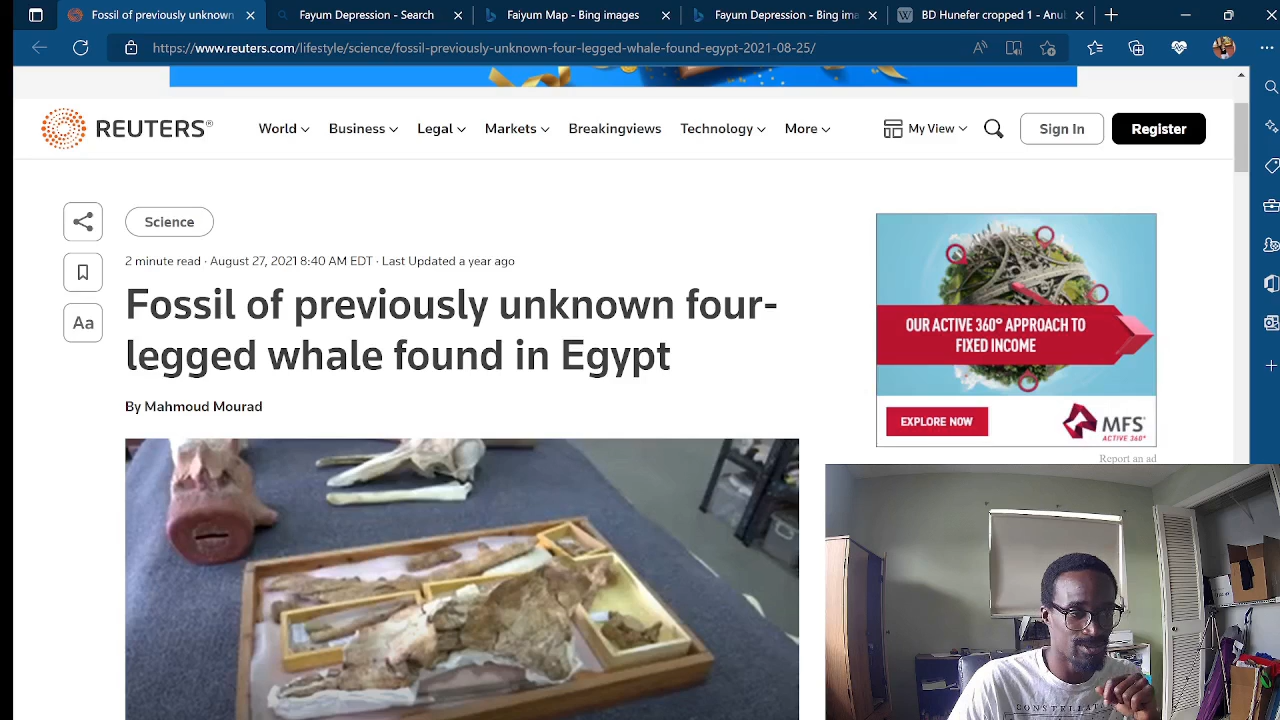 Fossil of previously unknown
Fayum Depression - Search
Faiyum Map - Bing images
Fayum Depression - Bing ima
BD Hunefer cropped 1 - Anu
https://www.reuters.com/lifestyle/science/fossil-previously-unknown-four-legged-whale-found-egypt-2021-08-25/
REUTERS®
World
Business
Legal
Markets
Breakingviews
Technology
More
My View
Sign In
Register
Science
2 minute read · August 27, 2021 8:40 AM EDT · Last Updated a year ago
Fossil of previously unknown four-
legged whale found in Egypt
Aa
By Mahmoud Mourad
OUR ACTIVE 360° APPROACH TO
FIXED INCOME
EXPLORE NOW
MFS
ACTIVE 360°
Report an ad